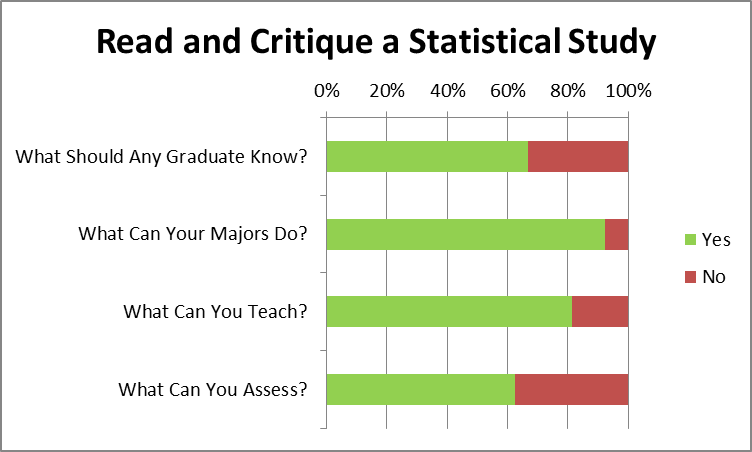 Read and Critique a Statistical Study
0% 20% 40% 60% 80% 100%
What Should Any Graduate Know?
What Can Your Majors Do?
Yes
No
What Can You Teach?
What Can You Assess?